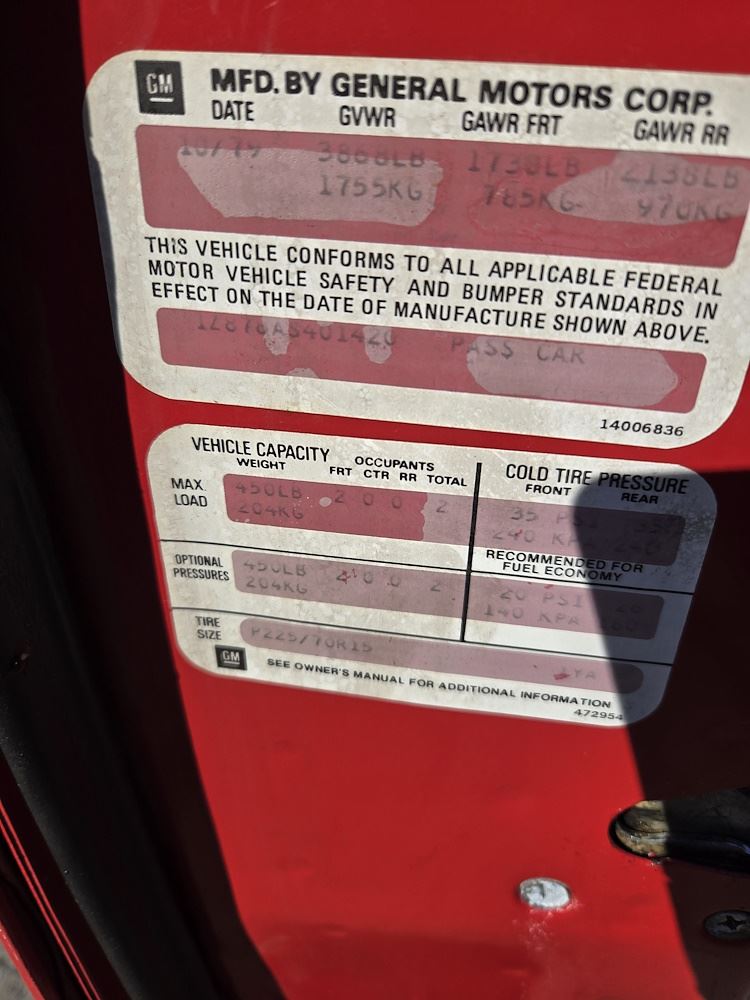 GM MFD. BY GENERAL MOTORS CORP.
DATE GVWR GAWR FRT GAWR RR
10/79 3868LB 1738LB 2138LB
1755KG 785KG 970KG
THIS VEHICLE CONFORMS TO ALL APPLICABLE FEDERAL
MOTOR VEHICLE SAFETY AND BUMPER STANDARDS IN
EFFECT ON THE DATE OF MANUFACTURE SHOWN ABOVE.
1Z878AS401420 PASS CAR
14006836
VEHICLE CAPACITY
WEIGHT OCCUPANTS
FRT CTR RR TOTAL
COLD TIRE PRESSURE
FRONT REAR
MAX. LOAD 450LB 2 0 0 2 35 PSI
204KG 240 KPA
RECOMMENDED FOR
FUEL ECONOMY
OPTIONAL PRESSURES 450LB 2 0 0 2 20 PSI
204KG 140 KPA
TIRE SIZE P225/70R15
GM SEE OWNER'S MANUAL FOR ADDITIONAL INFORMATION
472954